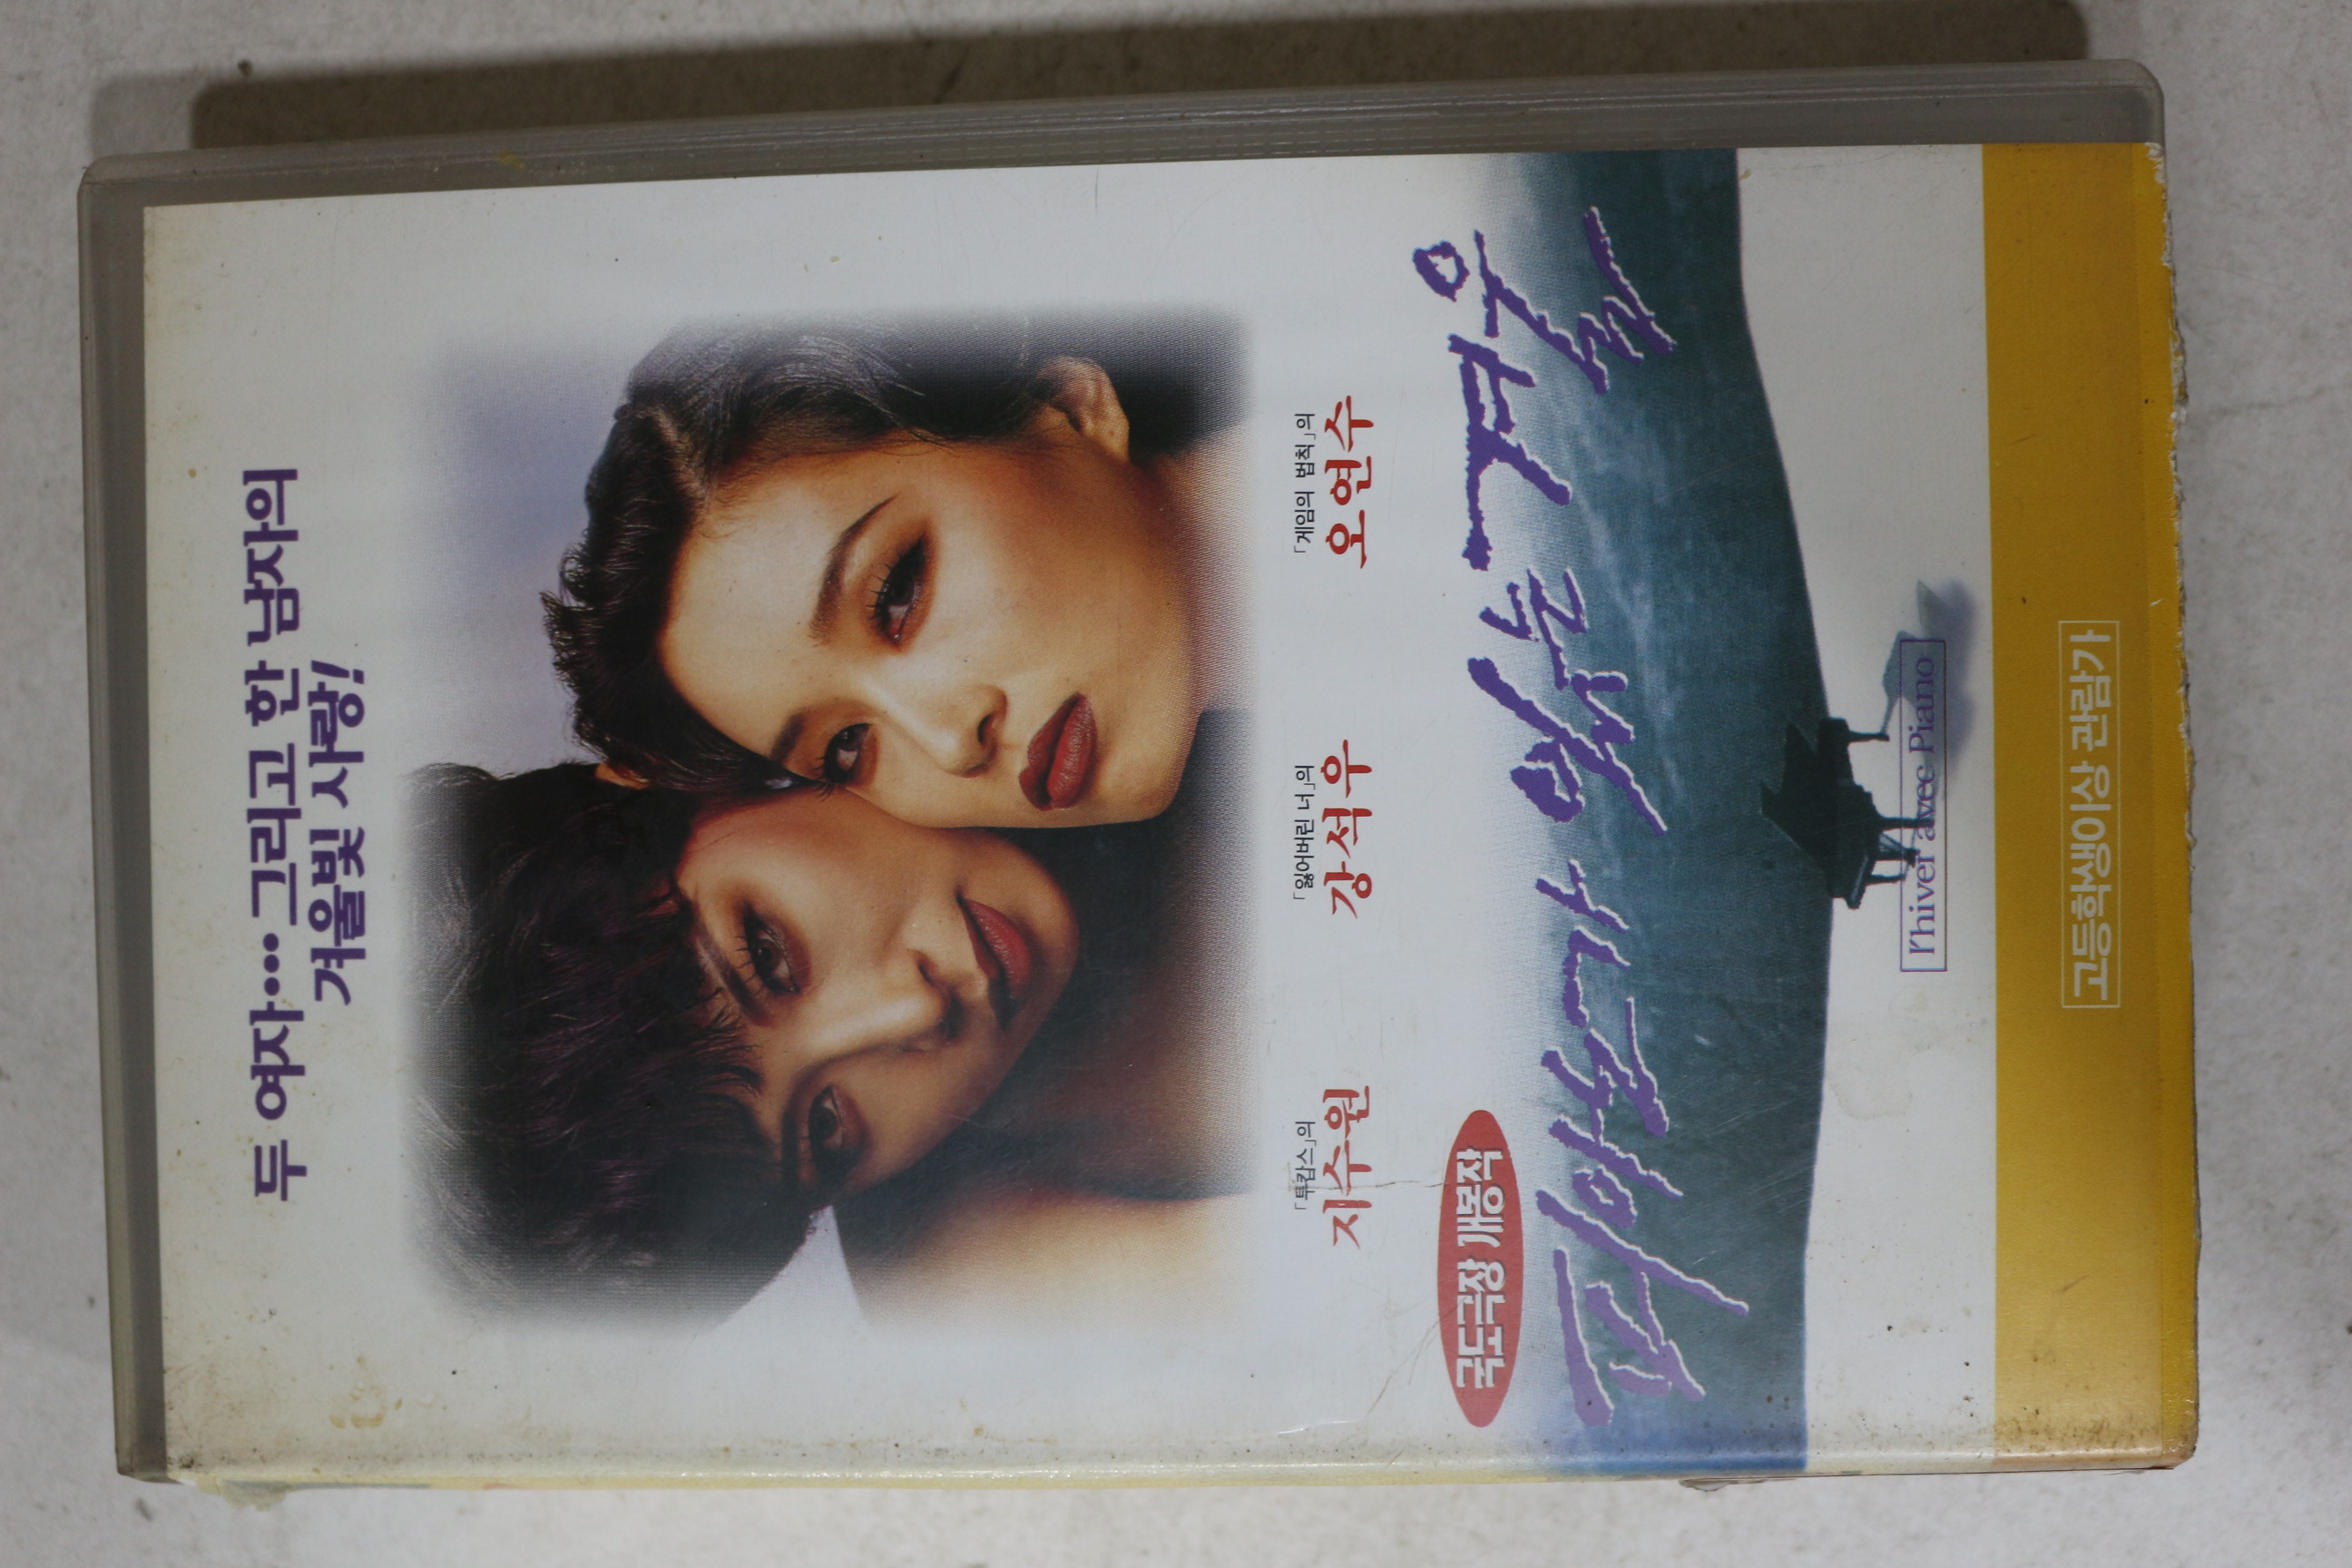 두 여자… 그리고 한 남자의
겨울빛 사랑!
「투캅스」의
지수원
「잃어버린 너」의
강석우
「게임의 법칙」의
오연수
국도극장 개봉작
피아노가 있는 겨울
l'hiver avec Piano
고등학생이상 관람가